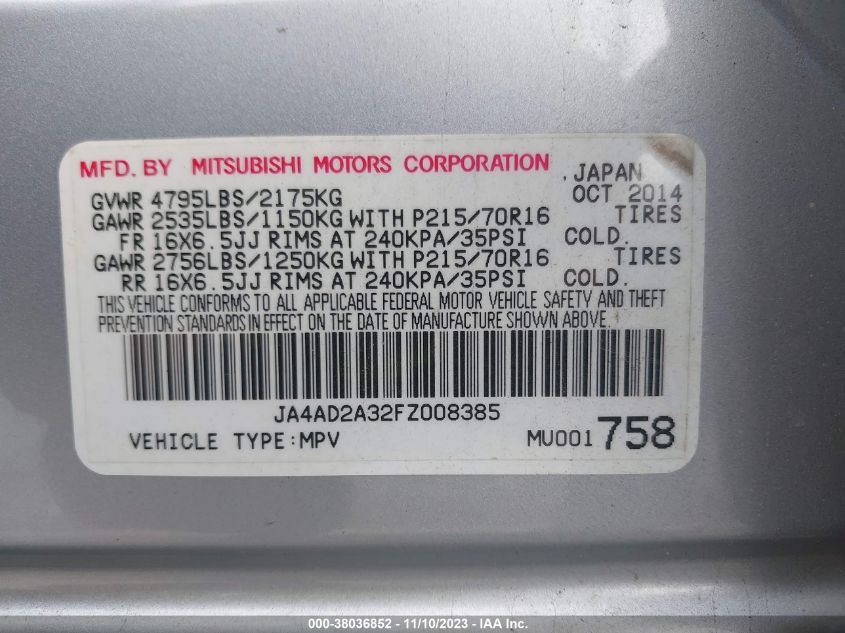 MFD. BY MITSUBISHI MOTORS CORPORATION . JAPAN
GVWR 4795LBS/2175KG OCT 2014
GAWR 2535LBS/1150KG WITH P215/70R16 TIRES
FR 16X6.5JJ RIMS AT 240KPA/35PSI COLD.
GAWR 2756LBS/1250KG WITH P215/70R16 TIRES
RR 16X6.5JJ RIMS AT 240KPA/35PSI COLD.
THIS VEHICLE CONFORMS TO ALL APPLICABLE FEDERAL MOTOR VEHICLE SAFETY AND THEFT
PREVENTION STANDARDS IN EFFECT ON THE DATE OF MANUFACTURE SHOWN ABOVE.
JA4AD2A32FZ008385
VEHICLE TYPE:MPV MU001 758
000-38036852 - 11/10/2023 - IAA Inc.